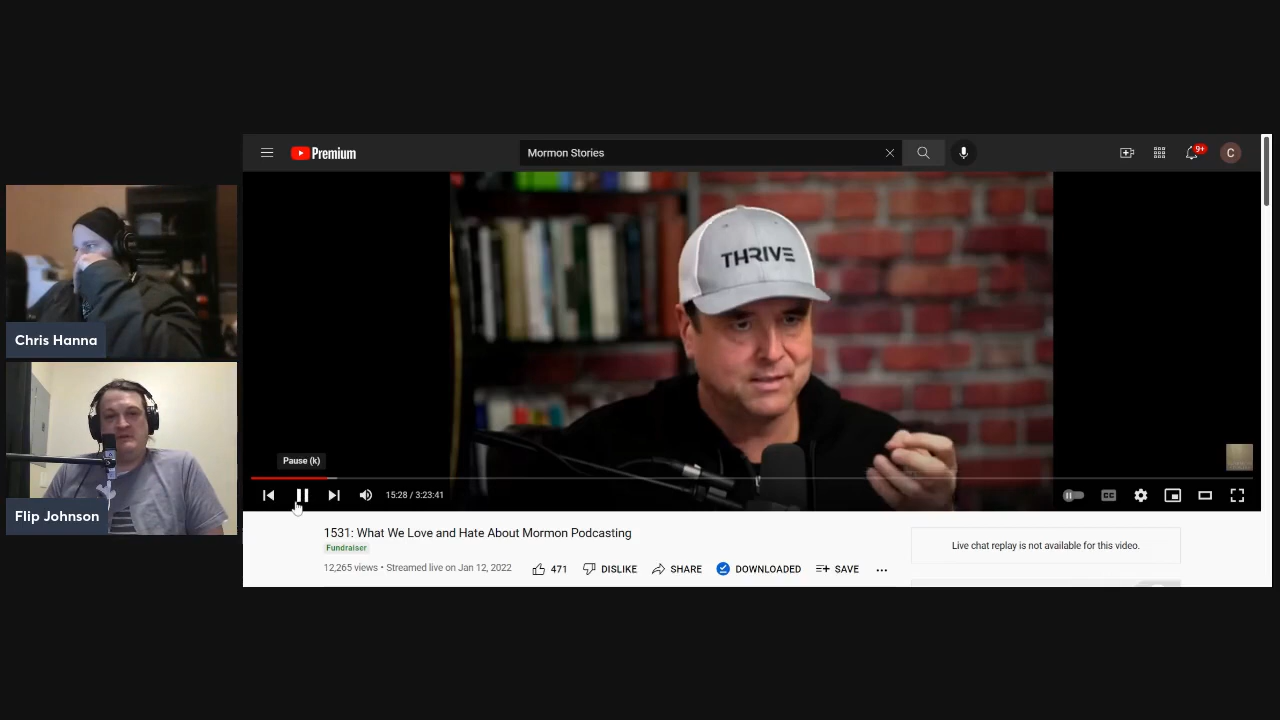 Premium
Mormon Stories
9+
C
THRIVE
Chris Hanna
Pause (k)
15:28 / 3:23:41
CC
Flip Johnson
1531: What We Love and Hate About Mormon Podcasting
Fundraiser
Live chat replay is not available for this video.
12,265 views • Streamed live on Jan 12, 2022
471
DISLIKE
SHARE
DOWNLOADED
SAVE